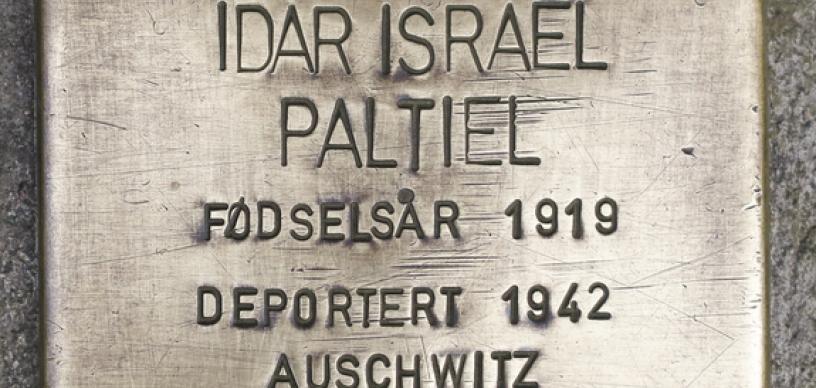 IDAR ISRAEL
PALTIEL
FØDSELSÅR 1919
DEPORTERT 1942
AUSCHWITZ